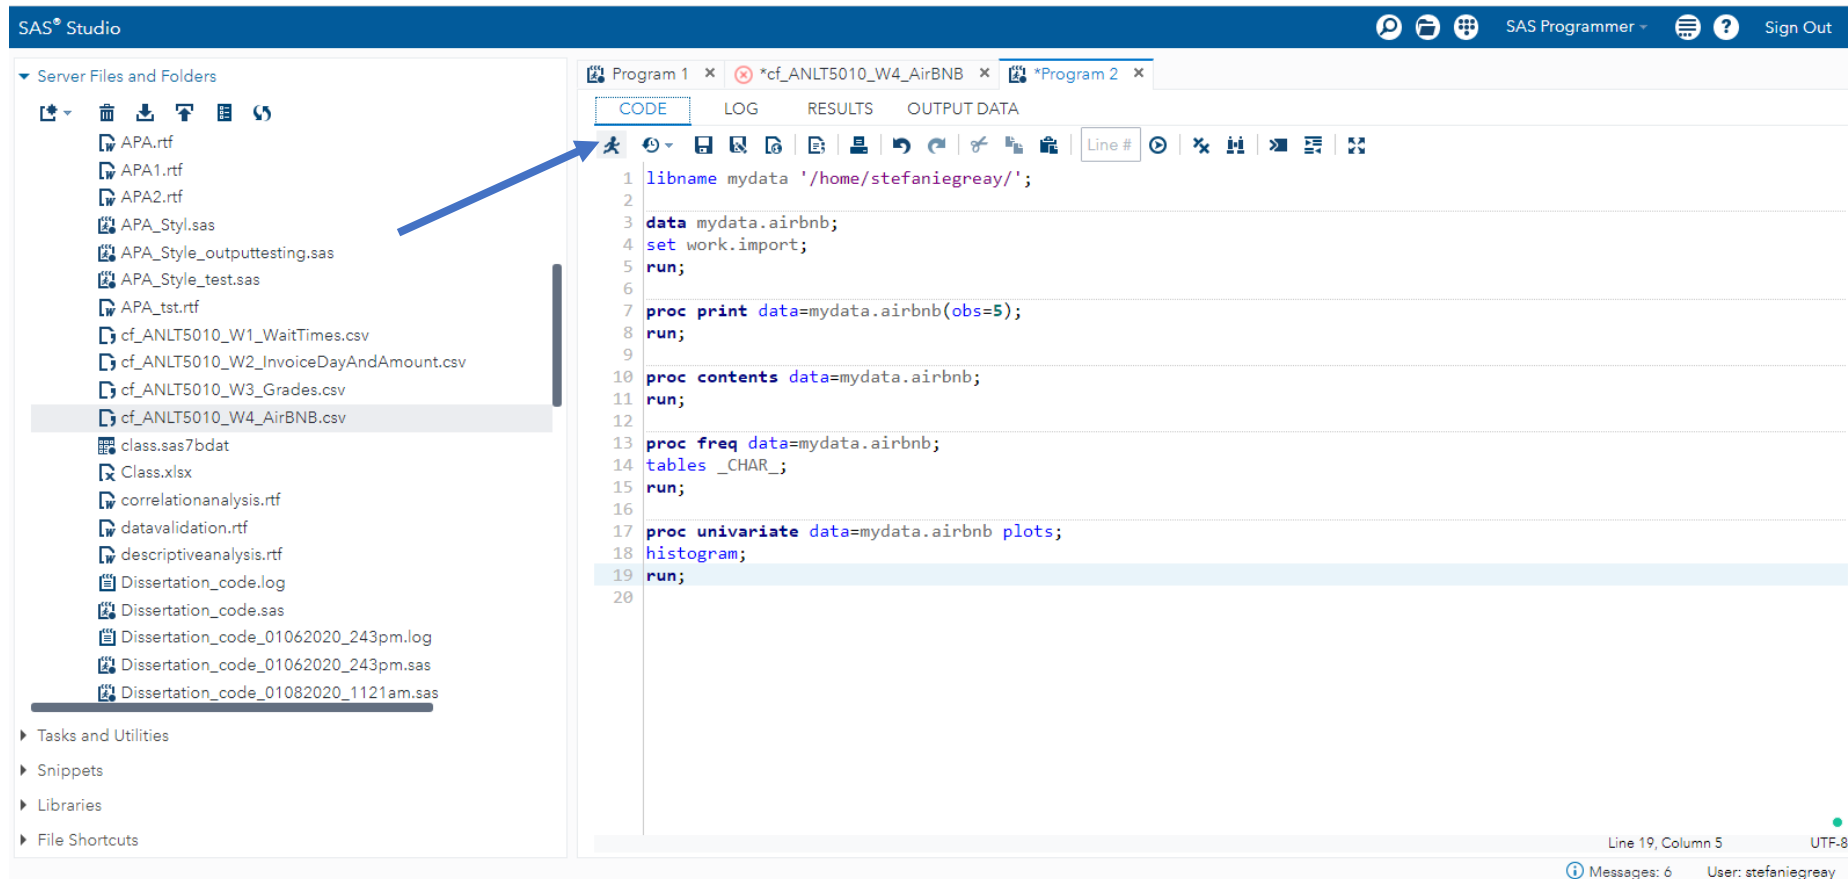 SAS® Studio
SAS Programmer
Sign Out
Server Files and Folders
APA.rtf
APA1.rtf
APA2.rtf
APA_Styl.sas
APA_Style_outputtesting.sas
APA_Style_test.sas
APA_tst.rtf
cf_ANLT5010_W1_WaitTimes.csv
cf_ANLT5010_W2_InvoiceDayAndAmount.csv
cf_ANLT5010_W3_Grades.csv
cf_ANLT5010_W4_AirBNB.csv
class.sas7bdat
Class.xlsx
correlationanalysis.rtf
datavalidation.rtf
descriptiveanalysis.rtf
Dissertation_code.log
Dissertation_code.sas
Dissertation_code_01062020_243pm.log
Dissertation_code_01062020_243pm.sas
Dissertation_code_01082020_1121am.sas
Tasks and Utilities
Snippets
Libraries
File Shortcuts
Program 1 *cf_ANLT5010_W4_AirBNB *Program 2
CODE LOG RESULTS OUTPUT DATA
Line #
1 libname mydata '/home/stefaniegreay/';
2
3 data mydata.airbnb;
4 set work.import;
5 run;
6
7 proc print data=mydata.airbnb(obs=5);
8 run;
9
10 proc contents data=mydata.airbnb;
11 run;
12
13 proc freq data=mydata.airbnb;
14 tables _CHAR_;
15 run;
16
17 proc univariate data=mydata.airbnb plots;
18 histogram;
19 run;
20
Line 19, Column 5 UTF-8
Messages: 6 User: stefaniegreay